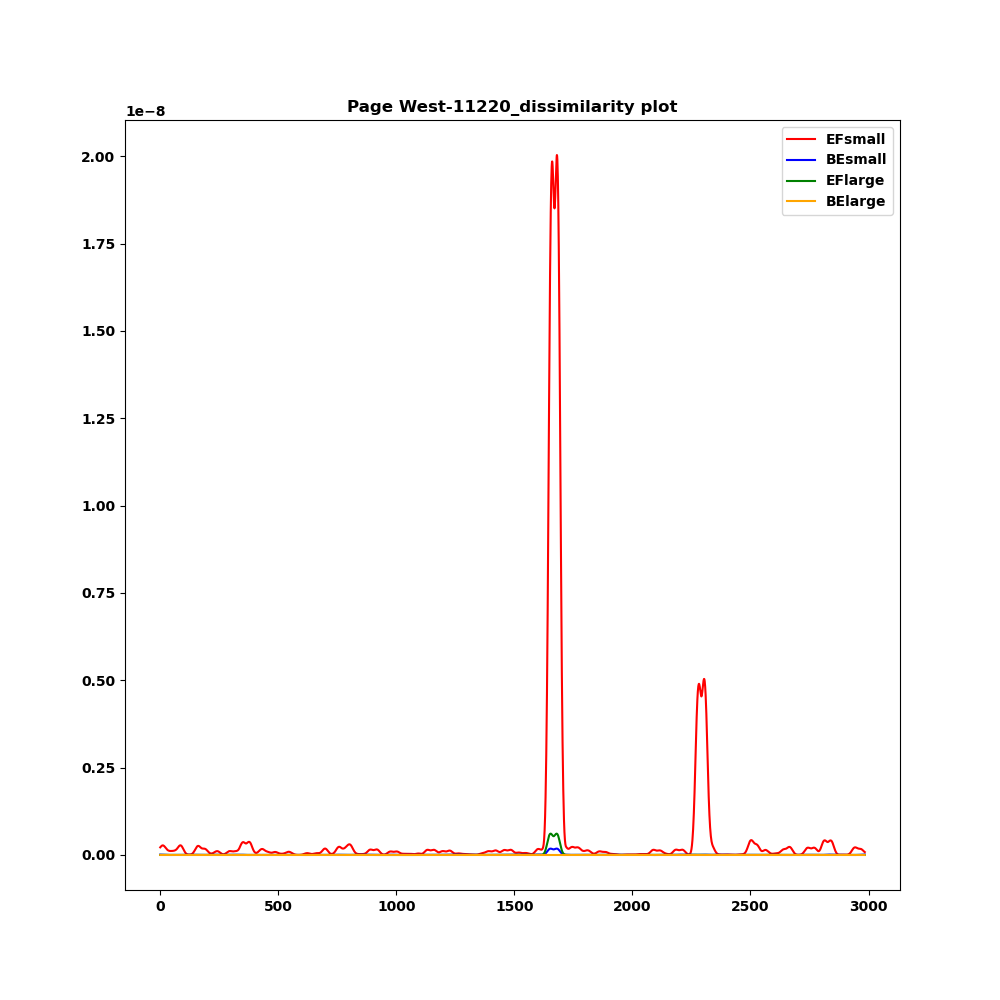 Page West-11220_dissimilarity plot
1e−8
EFsmall
BEsmall
EFlarge
BElarge
2.00
1.75
1.50
1.25
1.00
0.75
0.50
0.25
0.00
0 500 1000 1500 2000 2500 3000